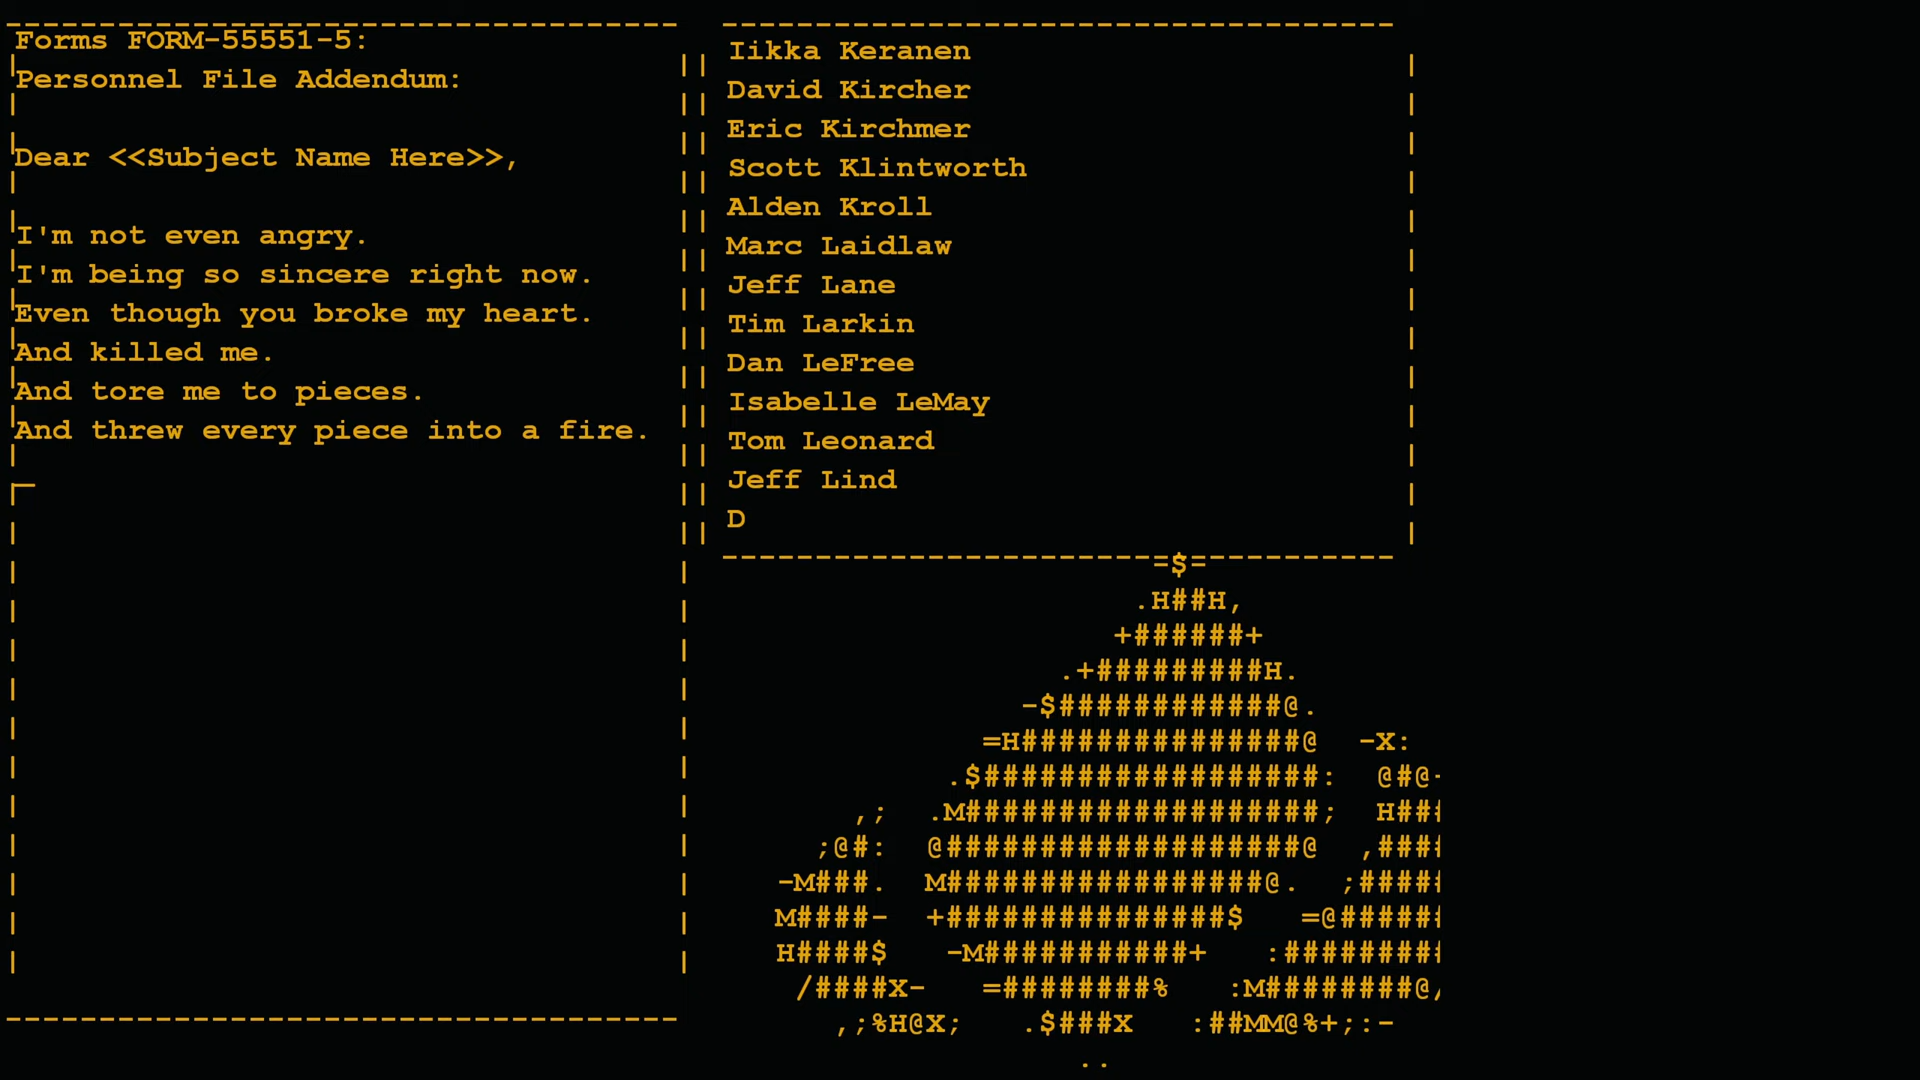 Forms FORM-55551-5:
Personnel File Addendum:
Dear <<Subject Name Here>>,
I'm not even angry.
I'm being so sincere right now.
Even though you broke my heart.
And killed me.
And tore me to pieces.
And threw every piece into a fire.
Iikka Keranen
David Kircher
Eric Kirchmer
Scott Klintworth
Alden Kroll
Marc Laidlaw
Jeff Lane
Tim Larkin
Dan LeFree
Isabelle LeMay
Tom Leonard
Jeff Lind
D